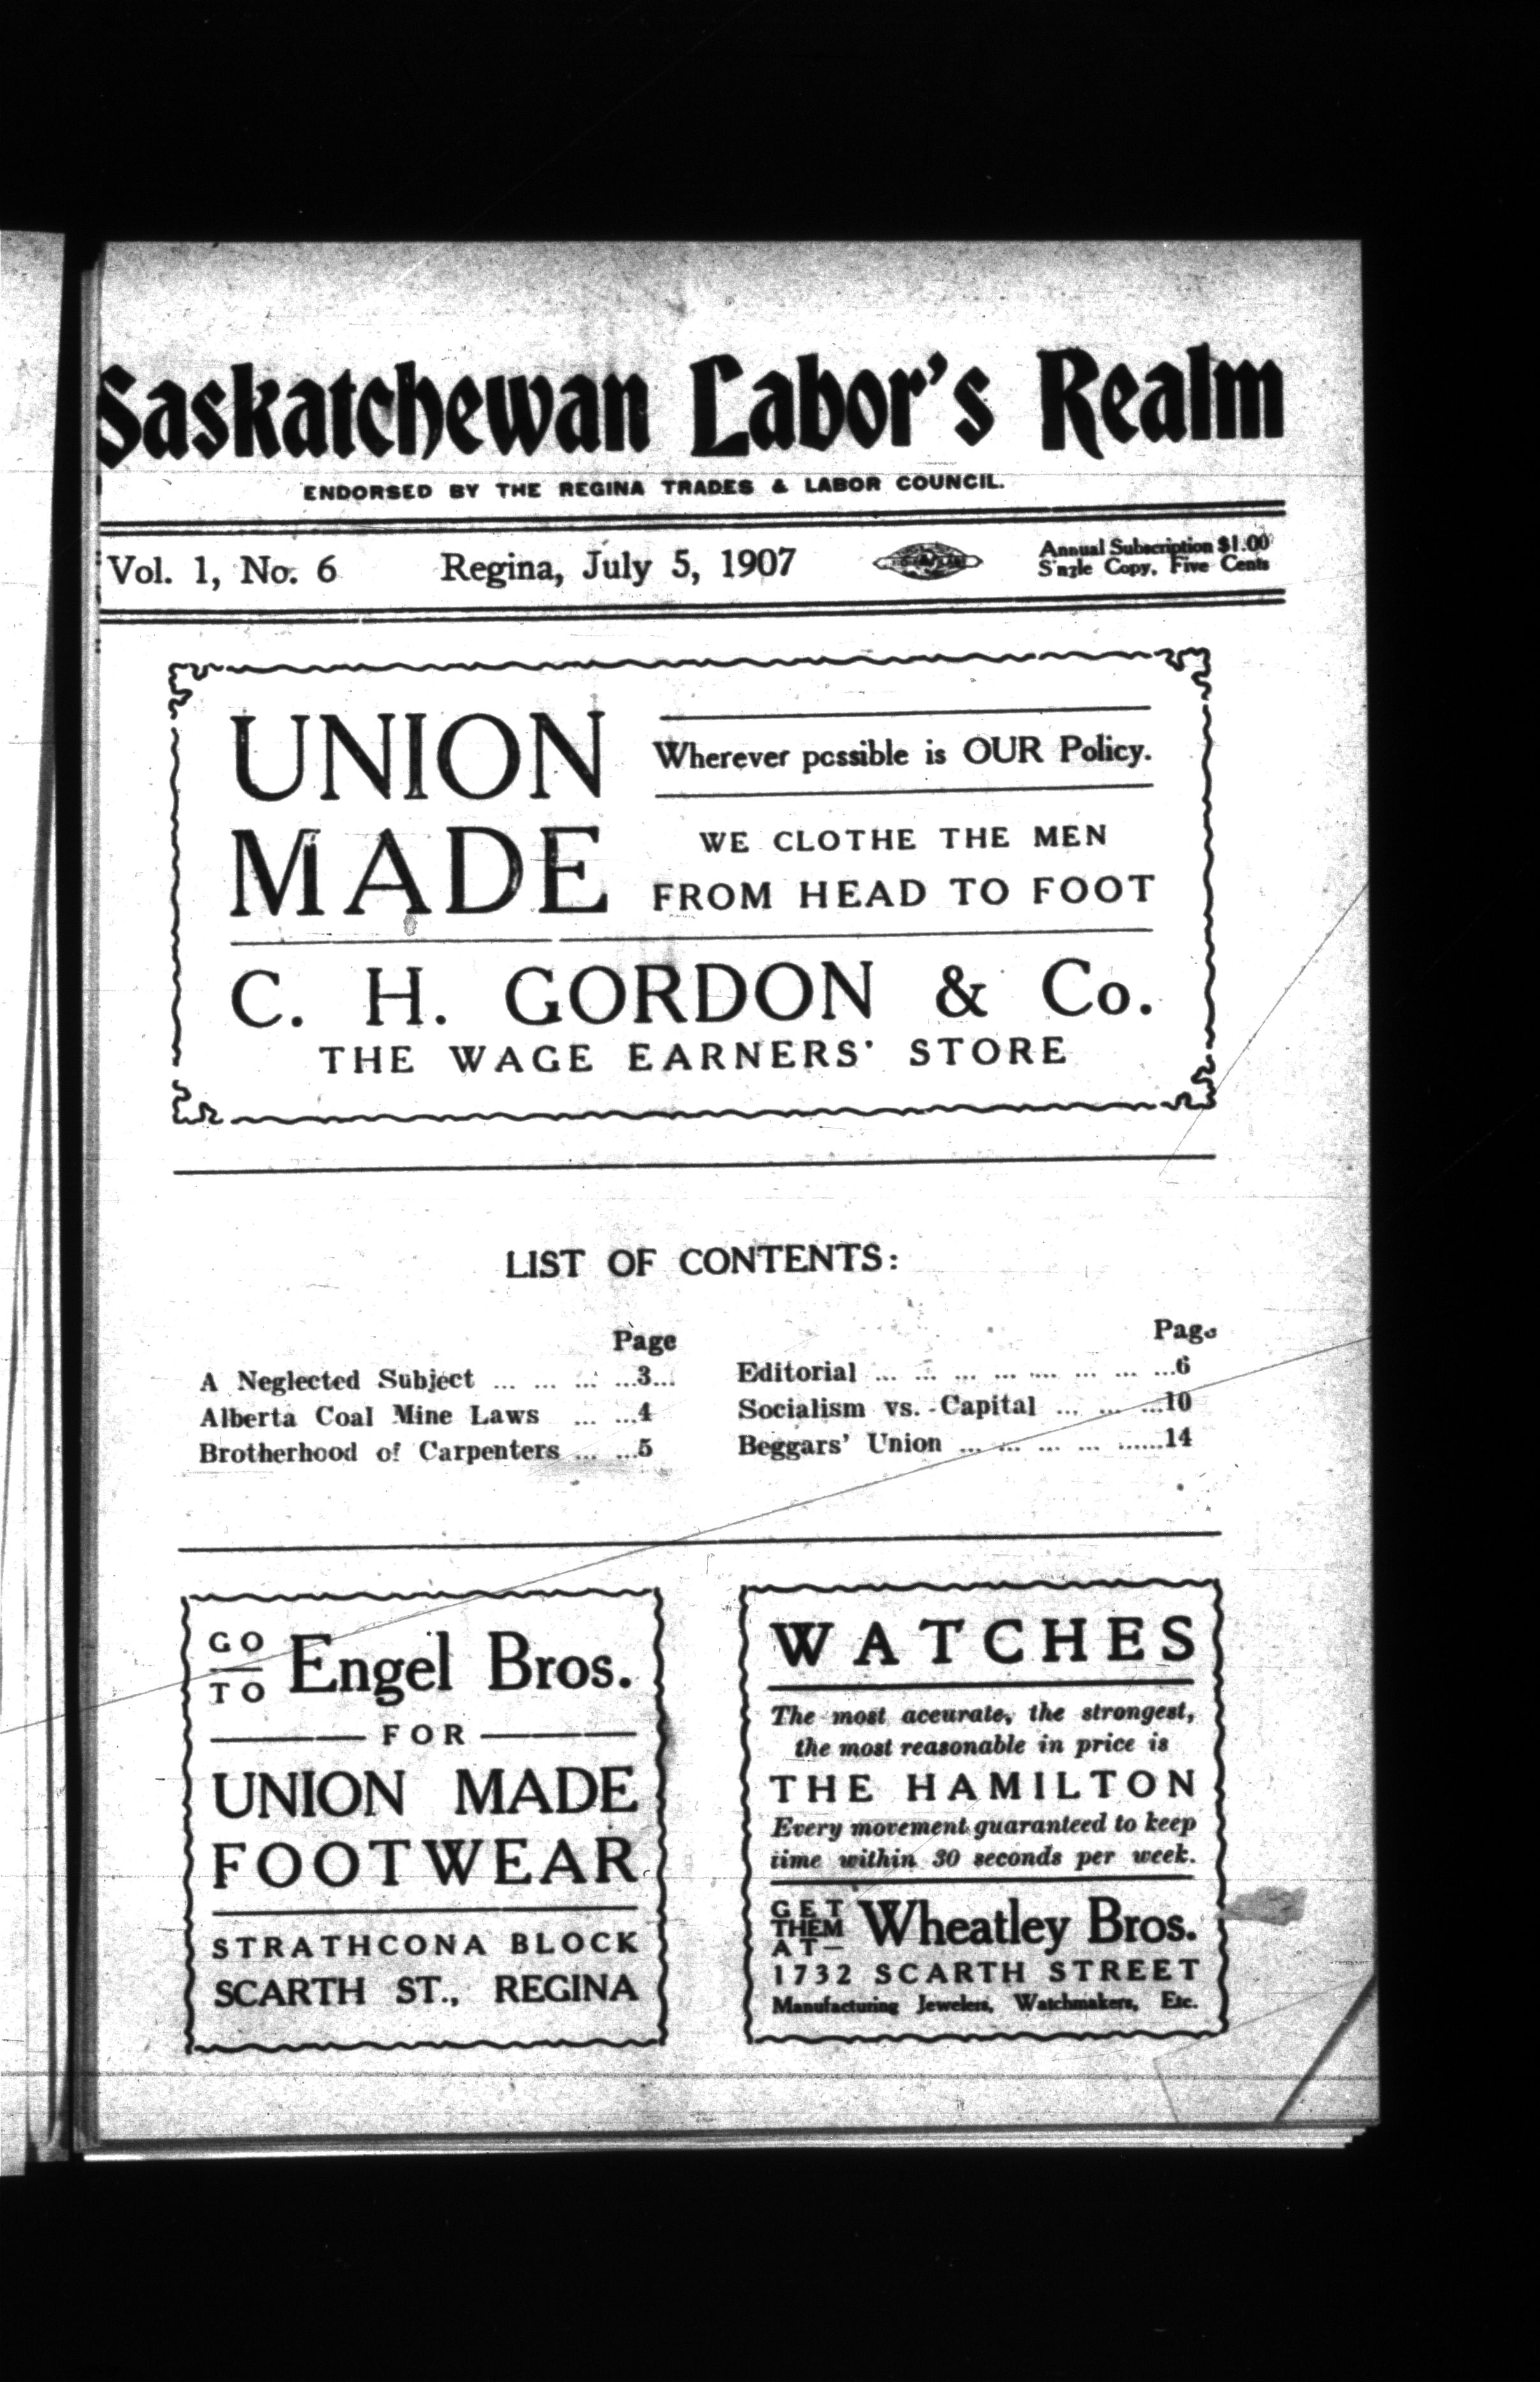 Saskatchewan Labor's Realm
ENDORSED BY THE REGINA TRADES & LABOR COUNCIL.
Vol. 1, No. 6 Regina, July 5, 1907
Annual Subscription $1.00
Single Copy, Five Cents
UNION
MADE
Wherever possible is OUR Policy.
WE CLOTHE THE MEN
FROM HEAD TO FOOT
C. H. GORDON & Co.
THE WAGE EARNERS' STORE
LIST OF CONTENTS:
Page
A Neglected Subject ... ... ... ...3...
Alberta Coal Mine Laws ... ...4
Brotherhood of Carpenters ... ...5
Page
Editorial ... ... ... ... ... ... ... ...6
Socialism vs. Capital ... ... ...10
Beggars' Union ... ... ... ... ......14
GO
TO
Engel Bros.
FOR
UNION MADE
FOOTWEAR
STRATHCONA BLOCK
SCARTH ST., REGINA
WATCHES
The most accurate, the strongest,
the most reasonable in price is
THE HAMILTON
Every movement guaranteed to keep
time within 30 seconds per week.
GET
THEM
AT—
Wheatley Bros.
1732 SCARTH STREET
Manufacturing Jewelers, Watchmakers, Etc.